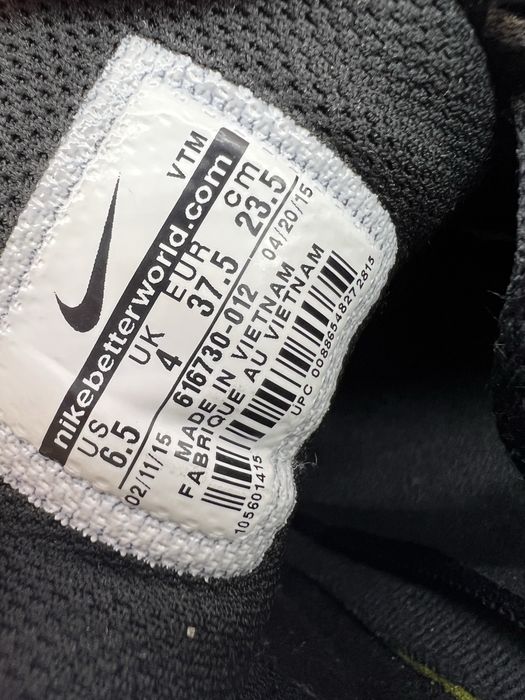 VTM
nikebetterworld.com
US UK EUR cm
6.5 4 37.5 23.5
02/11/15 616730-012 04/20/15
MADE IN VIETNAM
FABRIQUE AU VIETNAM
105601415 UPC 00886548272815